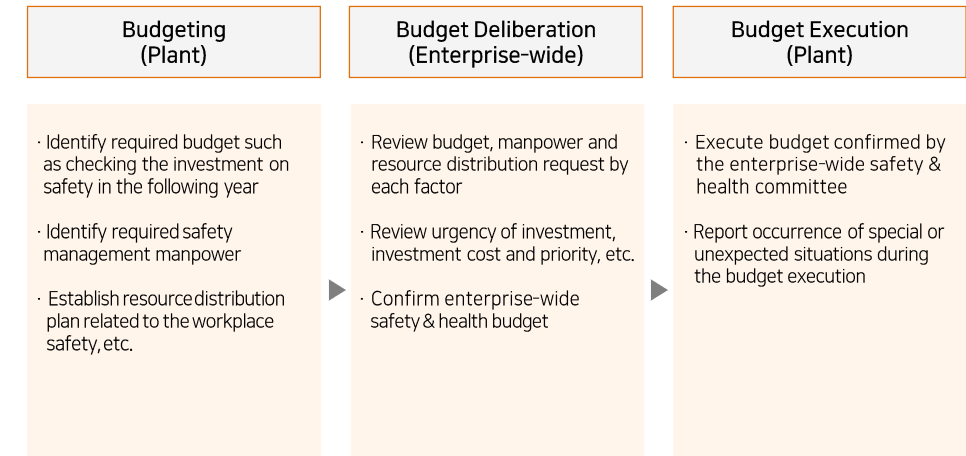 Budgeting
(Plant)
· Identify required budget such
as checking the investment on
safety in the following year
· Identify required safety
management manpower
· Establish resource distribution
plan related to the workplace
safety, etc.
Budget Deliberation
(Enterprise-wide)
· Review budget, manpower and
resource distribution request by
each factor
· Review urgency of investment,
investment cost and priority, etc.
· Confirm enterprise-wide
safety & health budget
Budget Execution
(Plant)
· Execute budget confirmed by
the enterprise-wide safety &
health committee
· Report occurrence of special or
unexpected situations during
the budget execution